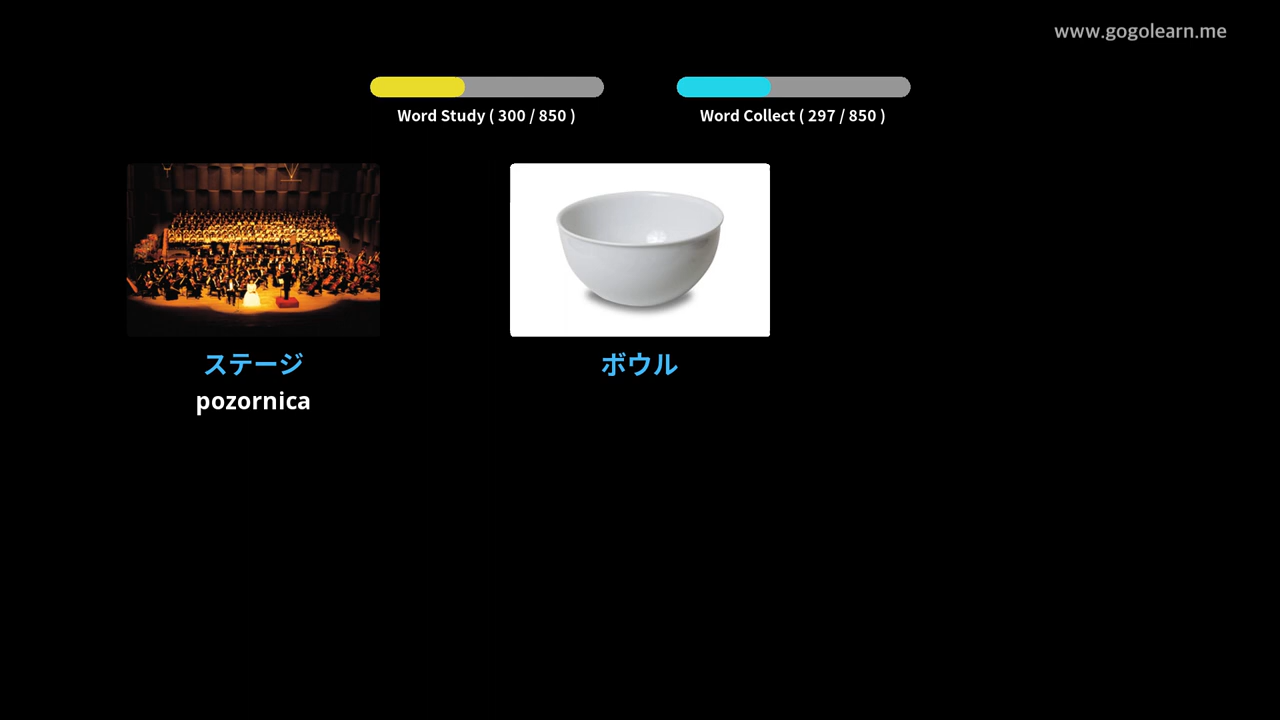 www.gogolearn.me
Word Study ( 300 / 850 )
Word Collect ( 297 / 850 )
ステージ
pozornica
ボウル